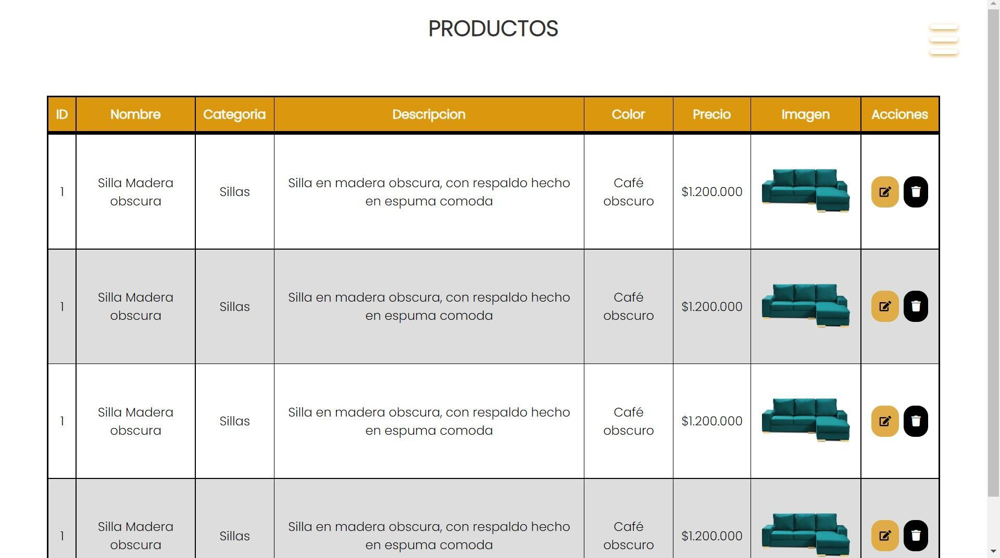 PRODUCTOS
ID Nombre Categoria Descripcion Color Precio Imagen Acciones
1 Silla Madera obscura Sillas Silla en madera obscura, con respaldo hecho en espuma comoda Café obscuro $1.200.000
1 Silla Madera obscura Sillas Silla en madera obscura, con respaldo hecho en espuma comoda Café obscuro $1.200.000
1 Silla Madera obscura Sillas Silla en madera obscura, con respaldo hecho en espuma comoda Café obscuro $1.200.000
1 Silla Madera obscura Sillas Silla en madera obscura, con respaldo hecho en espuma comoda Café obscuro $1.200.000